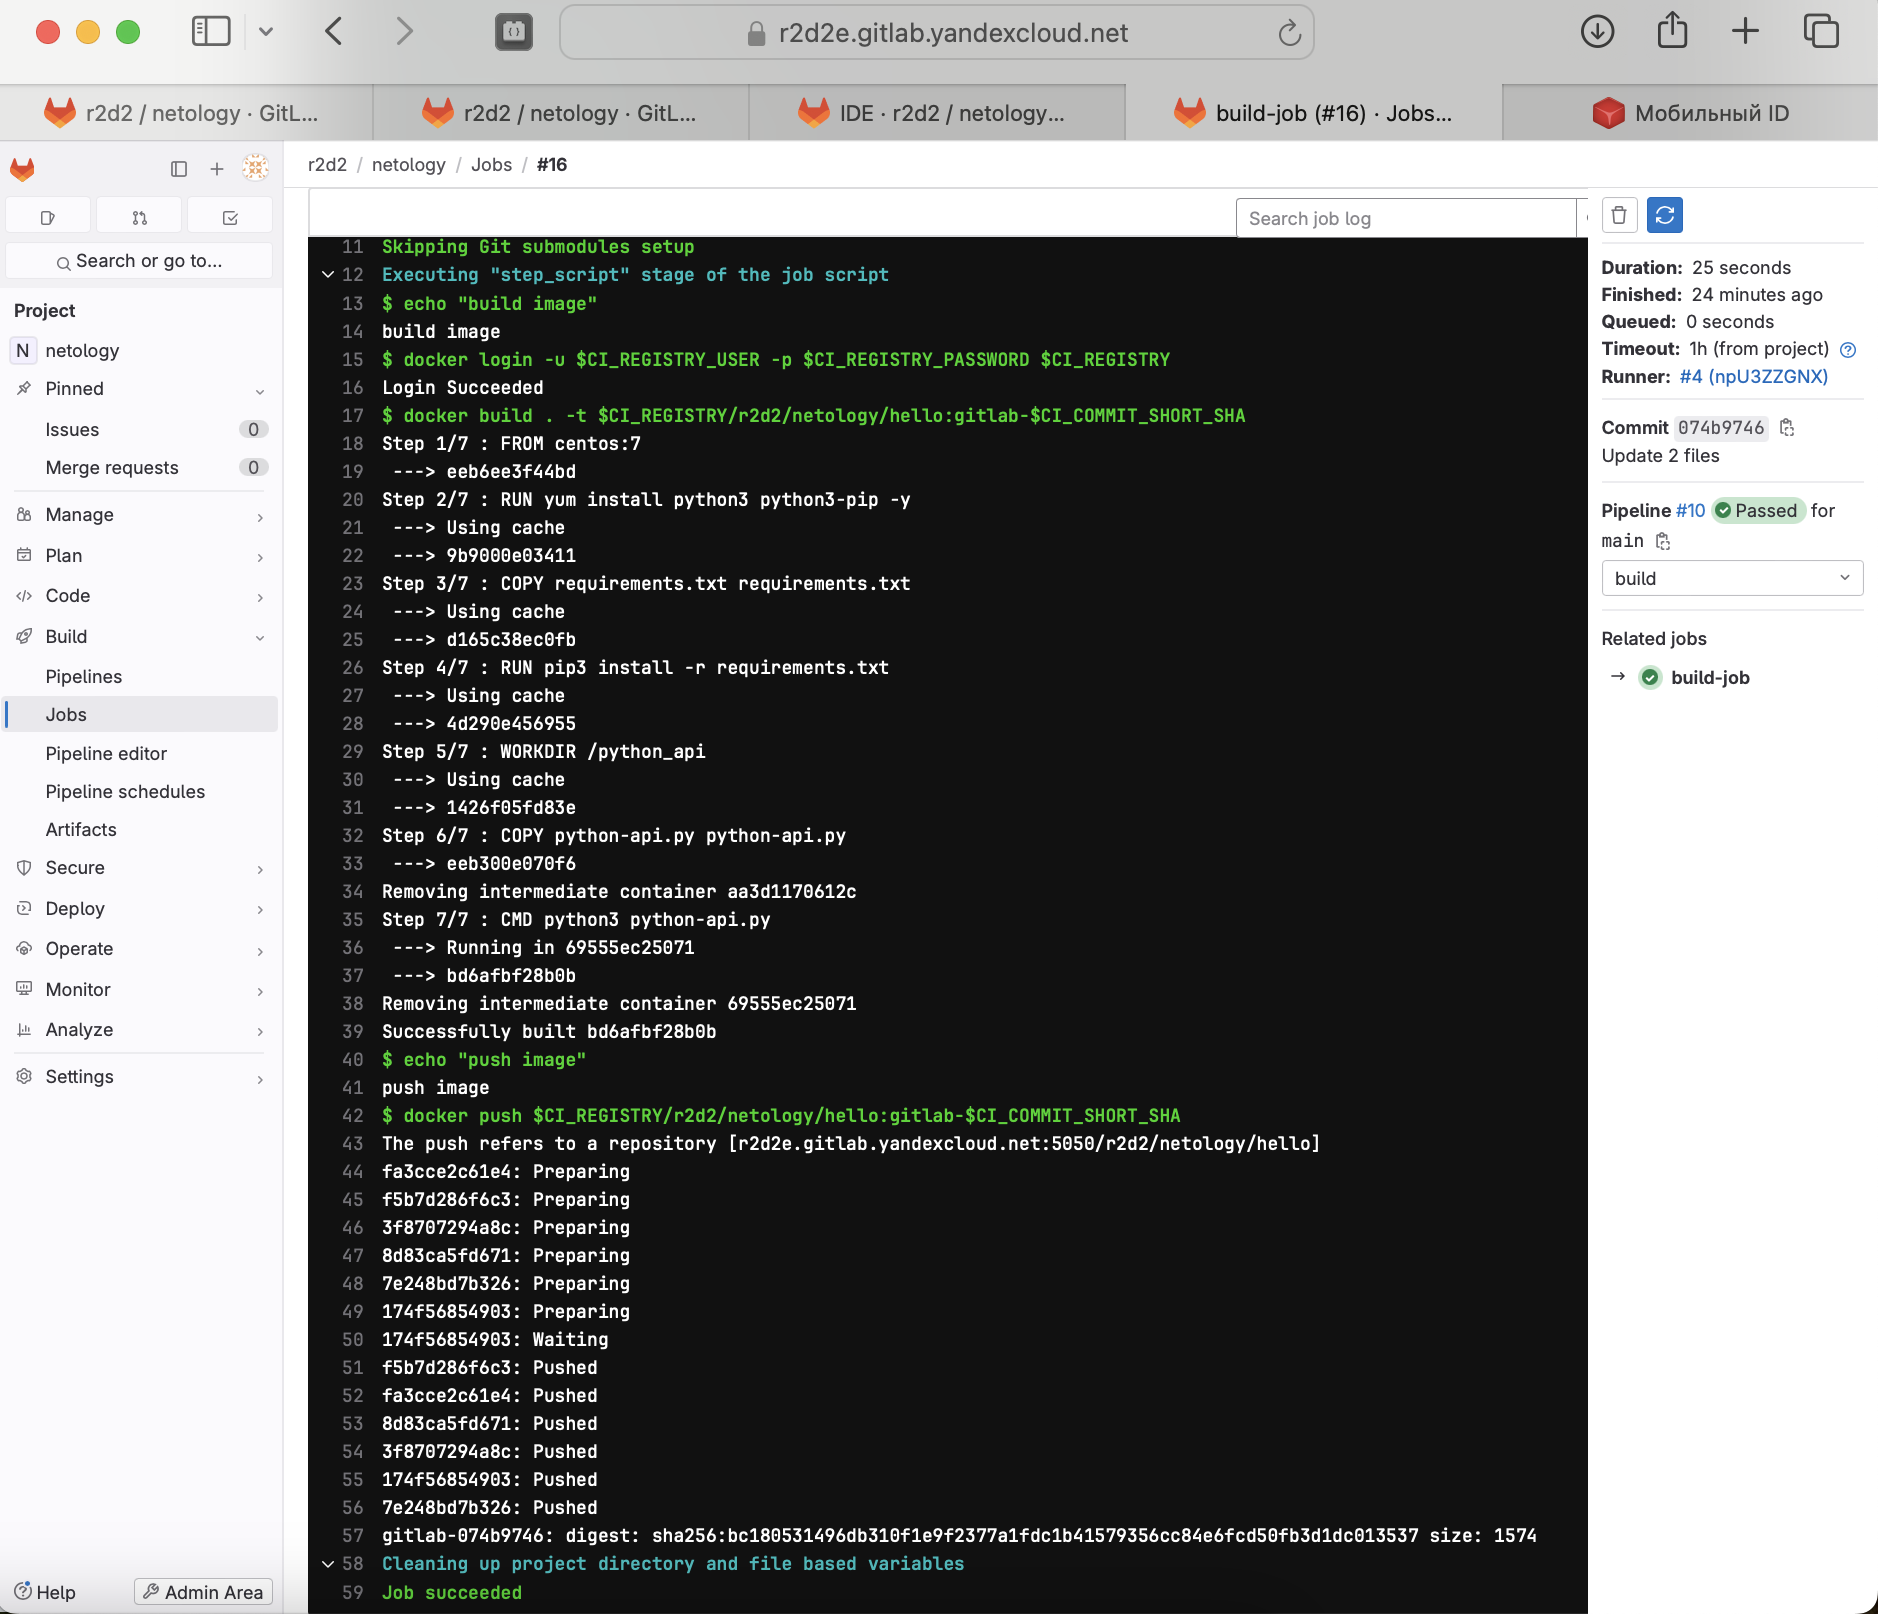 r2d2e.gitlab.yandexcloud.net
r2d2 / netology · GitL...
r2d2 / netology · GitL...
IDE · r2d2 / netology...
build-job (#16) · Jobs...
Мобильный ID
r2d2 / netology / Jobs / #16
Search or go to...
Project
N netology
Pinned
Issues 0
Merge requests 0
Manage
Plan
Code
Build
Pipelines
Jobs
Pipeline editor
Pipeline schedules
Artifacts
Secure
Deploy
Operate
Monitor
Analyze
Settings
Help
Admin Area
Search job log
11 Skipping Git submodules setup
12 Executing "step_script" stage of the job script
13 $ echo "build image"
14 build image
15 $ docker login -u $CI_REGISTRY_USER -p $CI_REGISTRY_PASSWORD $CI_REGISTRY
16 Login Succeeded
17 $ docker build . -t $CI_REGISTRY/r2d2/netology/hello:gitlab-$CI_COMMIT_SHORT_SHA
18 Step 1/7 : FROM centos:7
19 ---> eeb6ee3f44bd
20 Step 2/7 : RUN yum install python3 python3-pip -y
21 ---> Using cache
22 ---> 9b9000e03411
23 Step 3/7 : COPY requirements.txt requirements.txt
24 ---> Using cache
25 ---> d165c38ec0fb
26 Step 4/7 : RUN pip3 install -r requirements.txt
27 ---> Using cache
28 ---> 4d290e456955
29 Step 5/7 : WORKDIR /python_api
30 ---> Using cache
31 ---> 1426f05fd83e
32 Step 6/7 : COPY python-api.py python-api.py
33 ---> eeb300e070f6
34 Removing intermediate container aa3d1170612c
35 Step 7/7 : CMD python3 python-api.py
36 ---> Running in 69555ec25071
37 ---> bd6afbf28b0b
38 Removing intermediate container 69555ec25071
39 Successfully built bd6afbf28b0b
40 $ echo "push image"
41 push image
42 $ docker push $CI_REGISTRY/r2d2/netology/hello:gitlab-$CI_COMMIT_SHORT_SHA
43 The push refers to a repository [r2d2e.gitlab.yandexcloud.net:5050/r2d2/netology/hello]
44 fa3cce2c61e4: Preparing
45 f5b7d286f6c3: Preparing
46 3f8707294a8c: Preparing
47 8d83ca5fd671: Preparing
48 7e248bd7b326: Preparing
49 174f56854903: Preparing
50 174f56854903: Waiting
51 f5b7d286f6c3: Pushed
52 fa3cce2c61e4: Pushed
53 8d83ca5fd671: Pushed
54 3f8707294a8c: Pushed
55 174f56854903: Pushed
56 7e248bd7b326: Pushed
57 gitlab-074b9746: digest: sha256:bc180531496db310f1e9f2377a1fdc1b41579356cc84e6fcd50fb3d1dc013537 size: 1574
58 Cleaning up project directory and file based variables
59 Job succeeded
Duration: 25 seconds
Finished: 24 minutes ago
Queued: 0 seconds
Timeout: 1h (from project)
Runner: #4 (npU3ZZGNX)
Commit 074b9746
Update 2 files
Pipeline #10 Passed for
main
build
Related jobs
→ build-job